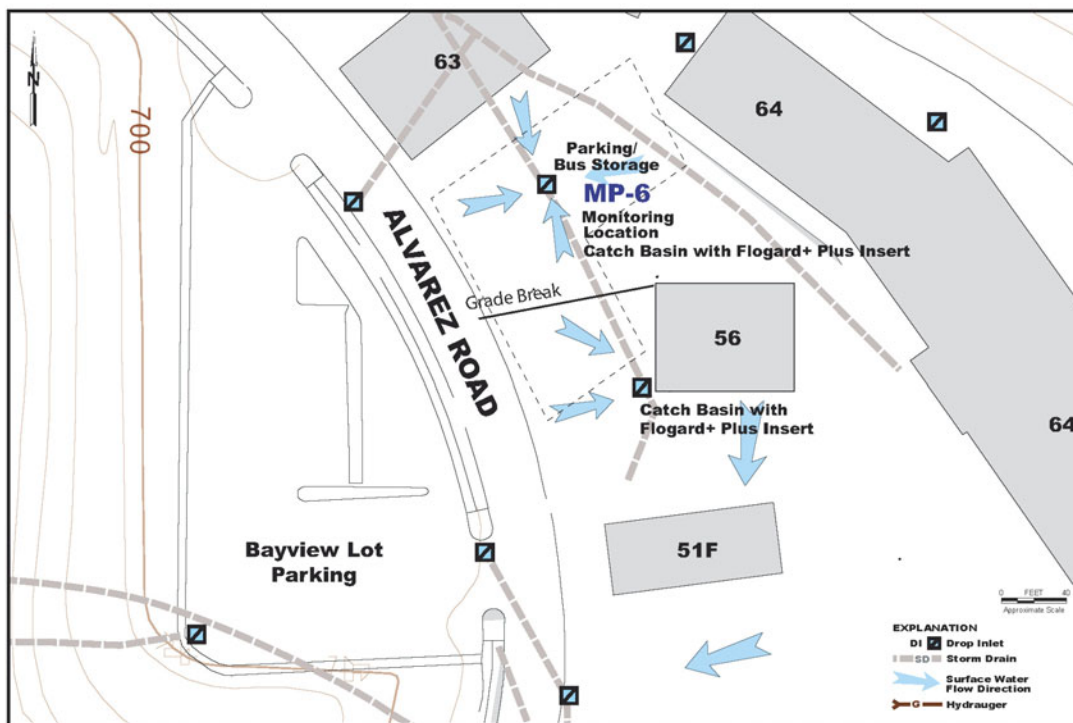 N
700
63
64
Parking/
Bus Storage
MP-6
Monitoring
Location
Catch Basin with Flogard+ Plus Insert
ALVAREZ ROAD
Grade Break
56
Catch Basin with
Flogard+ Plus Insert
64
51F
Bayview Lot
Parking
0 FEET 40
Approximate Scale
EXPLANATION
DI Drop Inlet
SD Storm Drain
Surface Water
Flow Direction
G Hydrauger